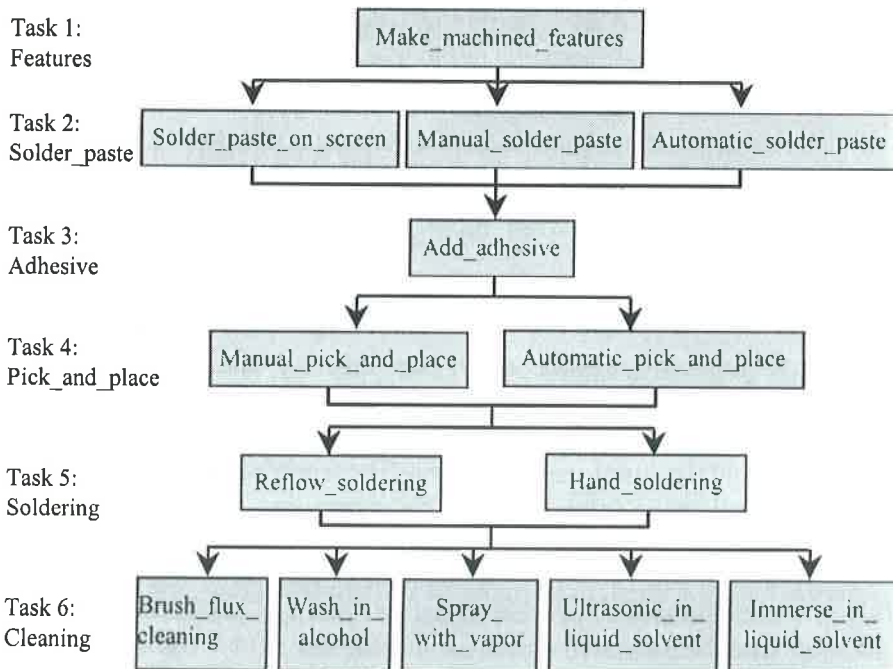 Task 1:
Features
Make_machined_features
Task 2:
Solder_paste
Solder_paste_on_screen
Manual_solder_paste
Automatic_solder_paste
Task 3:
Adhesive
Add_adhesive
Task 4:
Pick_and_place
Manual_pick_and_place
Automatic_pick_and_place
Task 5:
Soldering
Reflow_soldering
Hand_soldering
Task 6:
Cleaning
Brush_flux_
cleaning
Wash_in_
alcohol
Spray_
with_vapor
Ultrasonic_in_
liquid_solvent
Immerse_in_
liquid_solvent